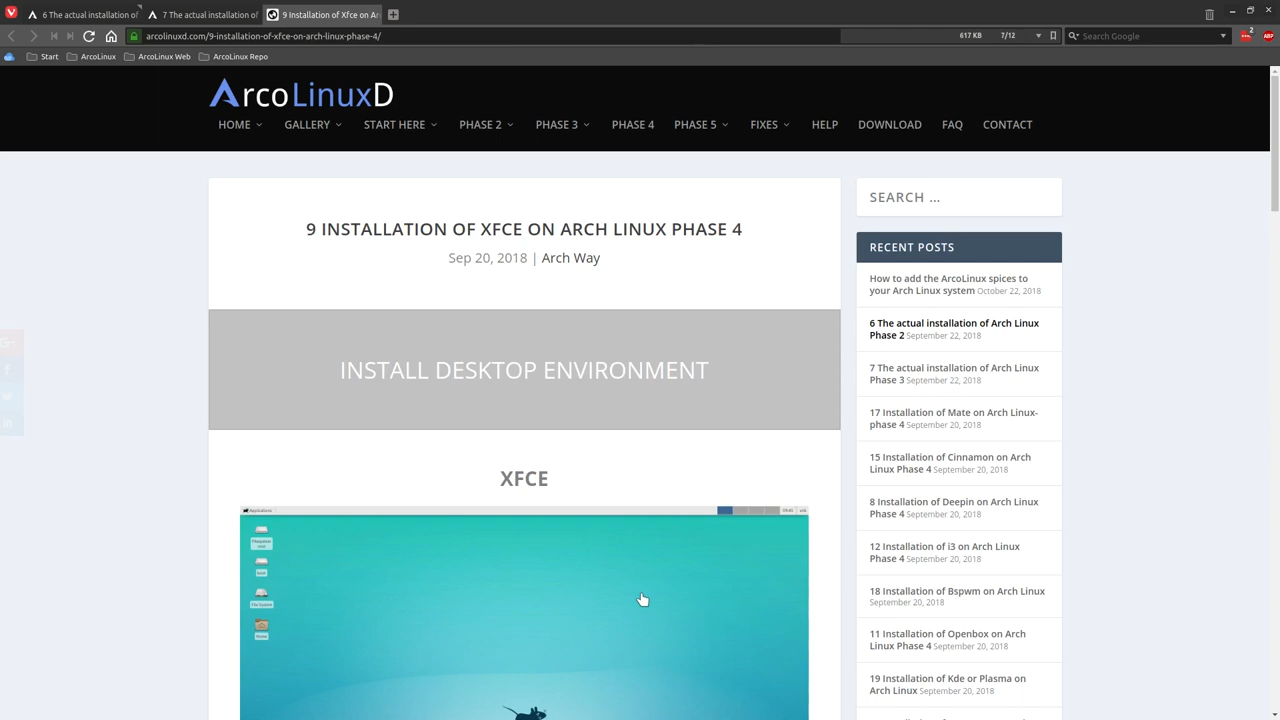 6 The actual installation of
7 The actual installation of
9 Installation of Xfce on Ar
arcolinuxd.com/9-installation-of-xfce-on-arch-linux-phase-4/
617 KB
7/12
Search Google
2
ABP
Start
ArcoLinux
ArcoLinux Web
ArcoLinux Repo
ArcoLinuxD
HOME
GALLERY
START HERE
PHASE 2
PHASE 3
PHASE 4
PHASE 5
FIXES
HELP
DOWNLOAD
FAQ
CONTACT
9 INSTALLATION OF XFCE ON ARCH LINUX PHASE 4
Sep 20, 2018 | Arch Way
INSTALL DESKTOP ENVIRONMENT
XFCE
Applications
File System
Home
SEARCH …
RECENT POSTS
How to add the ArcoLinux spices to
your Arch Linux system October 22, 2018
6 The actual installation of Arch Linux
Phase 2 September 22, 2018
7 The actual installation of Arch Linux
Phase 3 September 22, 2018
17 Installation of Mate on Arch Linux-
phase 4 September 20, 2018
15 Installation of Cinnamon on Arch
Linux Phase 4 September 20, 2018
8 Installation of Deepin on Arch Linux
Phase 4 September 20, 2018
12 Installation of i3 on Arch Linux
Phase 4 September 20, 2018
18 Installation of Bspwm on Arch Linux
September 20, 2018
11 Installation of Openbox on Arch
Linux Phase 4 September 20, 2018
19 Installation of Kde or Plasma on
Arch Linux September 20, 2018